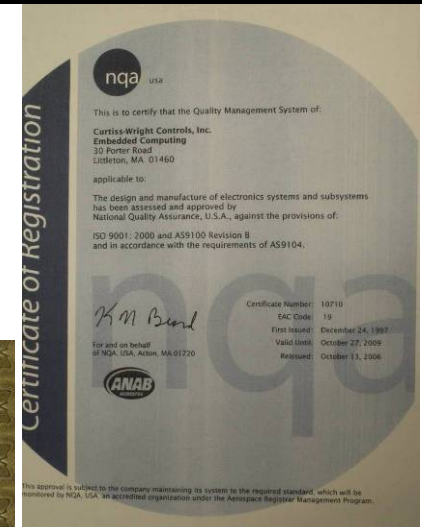 Certificate of Registration
nqa usa
This is to certify that the Quality Management System of:
Curtiss-Wright Controls, Inc.
Embedded Computing
30 Porter Road
Littleton, MA 01460
applicable to:
The design and manufacture of electronics systems and subsystems
has been assessed and approved by
National Quality Assurance, U.S.A., against the provisions of:
ISO 9001: 2000 and AS9100 Revision B
and in accordance with the requirements of AS9104.
nqa
Certificate Number: 10710
EAC Code: 19
First Issued: December 24, 1997
Valid Until: October 27, 2009
Reissued: October 13, 2006
For and on behalf
of NQA, USA, Acton, MA 01720
ANAB
This approval is subject to the company maintaining its system to the required standard, which will be
monitored by NQA, USA, an accredited organization under the Aerospace Registrar Management Program.